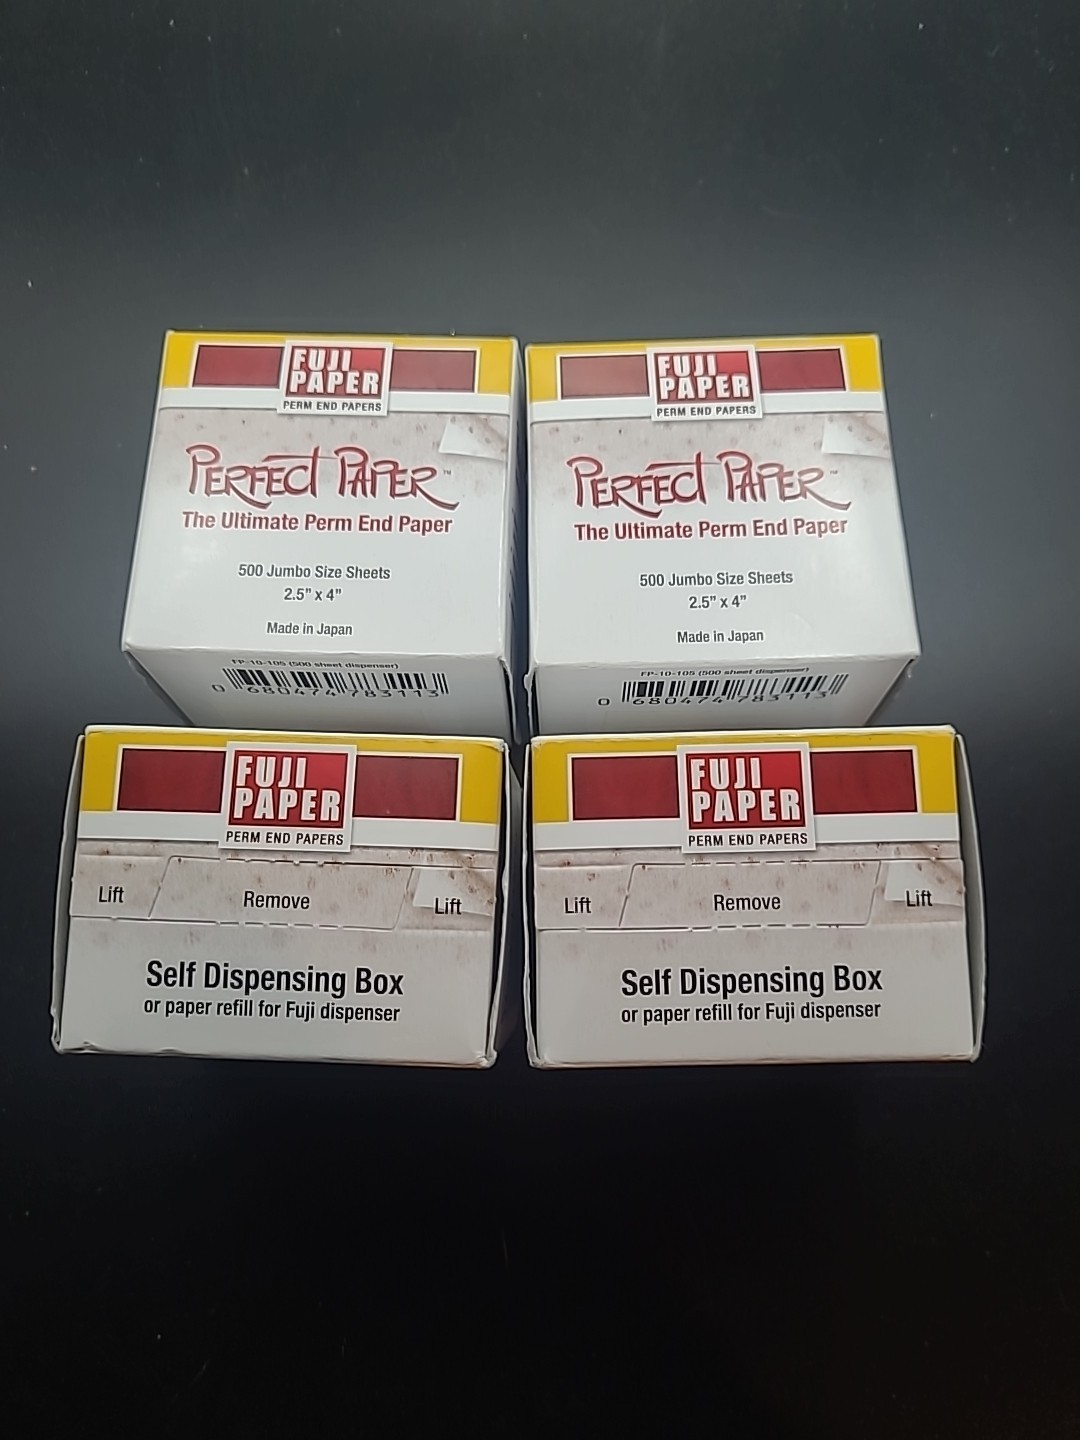 FUJI
PAPER
PERM END PAPERS
PERFECT PAPER™
The Ultimate Perm End Paper
500 Jumbo Size Sheets
2.5" x 4"
Made in Japan
FP-10-105 (500 sheet dispenser)
0 680474 783113
FUJI
PAPER
PERM END PAPERS
PERFECT PAPER™
The Ultimate Perm End Paper
500 Jumbo Size Sheets
2.5" x 4"
Made in Japan
FP-10-105 (500 sheet dispenser)
0 680474 783113
FUJI
PAPER
PERM END PAPERS
Lift Remove Lift
Self Dispensing Box
or paper refill for Fuji dispenser
FUJI
PAPER
PERM END PAPERS
Lift Remove Lift
Self Dispensing Box
or paper refill for Fuji dispenser